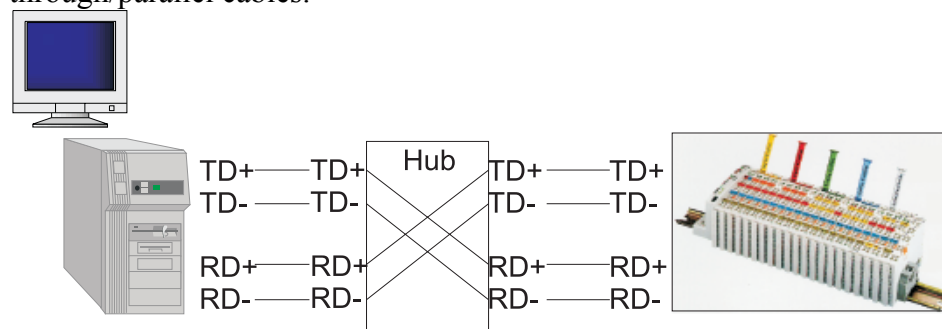 through/parallel cables.
Hub
TD+ TD+ TD+ TD+
TD- TD- TD- TD-
RD+ RD+ RD+ RD+
RD- RD- RD- RD-